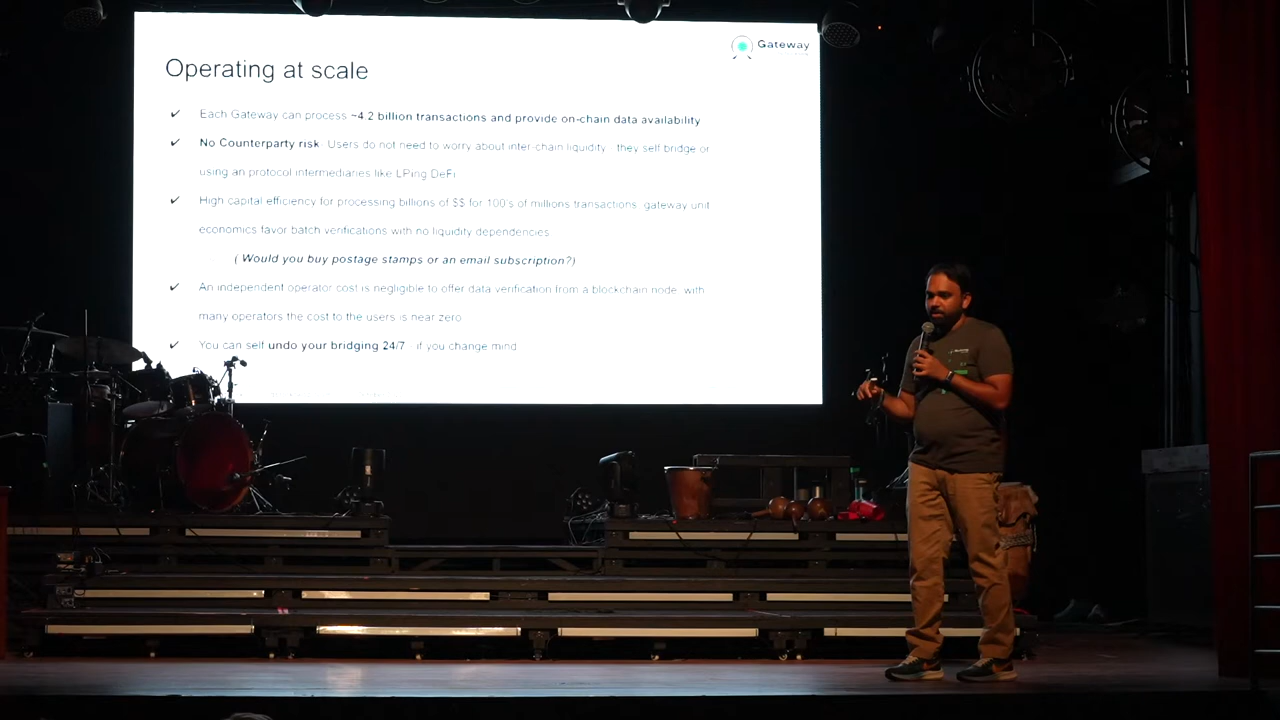 Gateway
Operating at scale
✓ Each Gateway can process ~4.2 billion transactions and provide on-chain data availability
✓ No Counterparty risk. Users do not need to worry about inter-chain liquidity - they self bridge or
using an protocol intermediaries like LPing DeFi
✓ High capital efficiency for processing billions of $$ for 100's of millions transactions, gateway unit
economics favor batch verifications with no liquidity dependencies
( Would you buy postage stamps or an email subscription?)
✓ An independent operator cost is negligible to offer data verification from a blockchain node, with
many operators the cost to the users is near zero
✓ You can self undo your bridging 24/7 - if you change mind